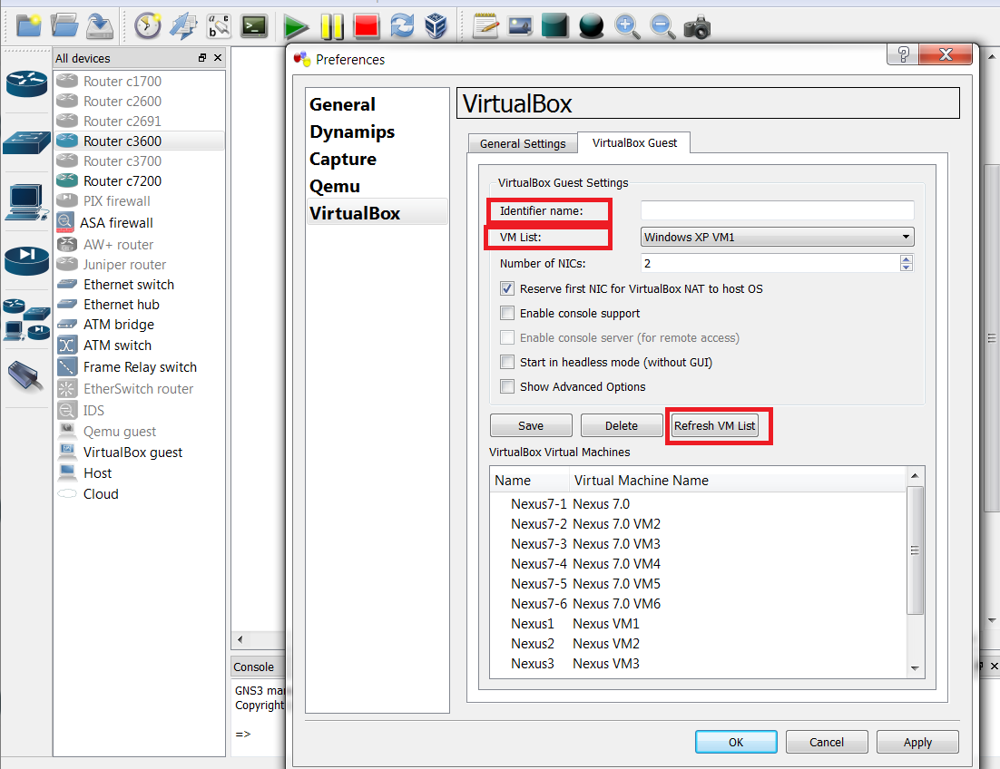 a
c
b
All devices
Router c1700
Router c2600
Router c2691
Router c3600
Router c3700
Router c7200
PIX firewall
ASA firewall
AW+ router
Juniper router
Ethernet switch
Ethernet hub
ATM bridge
ATM switch
Frame Relay switch
EtherSwitch router
IDS
Qemu guest
VirtualBox guest
Host
Cloud
Console
GNS3 ma
Copyright
=>
Preferences
?
General
Dynamips
Capture
Qemu
VirtualBox
VirtualBox
General Settings
VirtualBox Guest
VirtualBox Guest Settings
Identifier name:
VM List: Windows XP VM1
Number of NICs: 2
Reserve first NIC for VirtualBox NAT to host OS
Enable console support
Enable console server (for remote access)
Start in headless mode (without GUI)
Show Advanced Options
Save Delete Refresh VM List
VirtualBox Virtual Machines
Name Virtual Machine Name
Nexus7-1 Nexus 7.0
Nexus7-2 Nexus 7.0 VM2
Nexus7-3 Nexus 7.0 VM3
Nexus7-4 Nexus 7.0 VM4
Nexus7-5 Nexus 7.0 VM5
Nexus7-6 Nexus 7.0 VM6
Nexus1 Nexus VM1
Nexus2 Nexus VM2
Nexus3 Nexus VM3
OK Cancel Apply